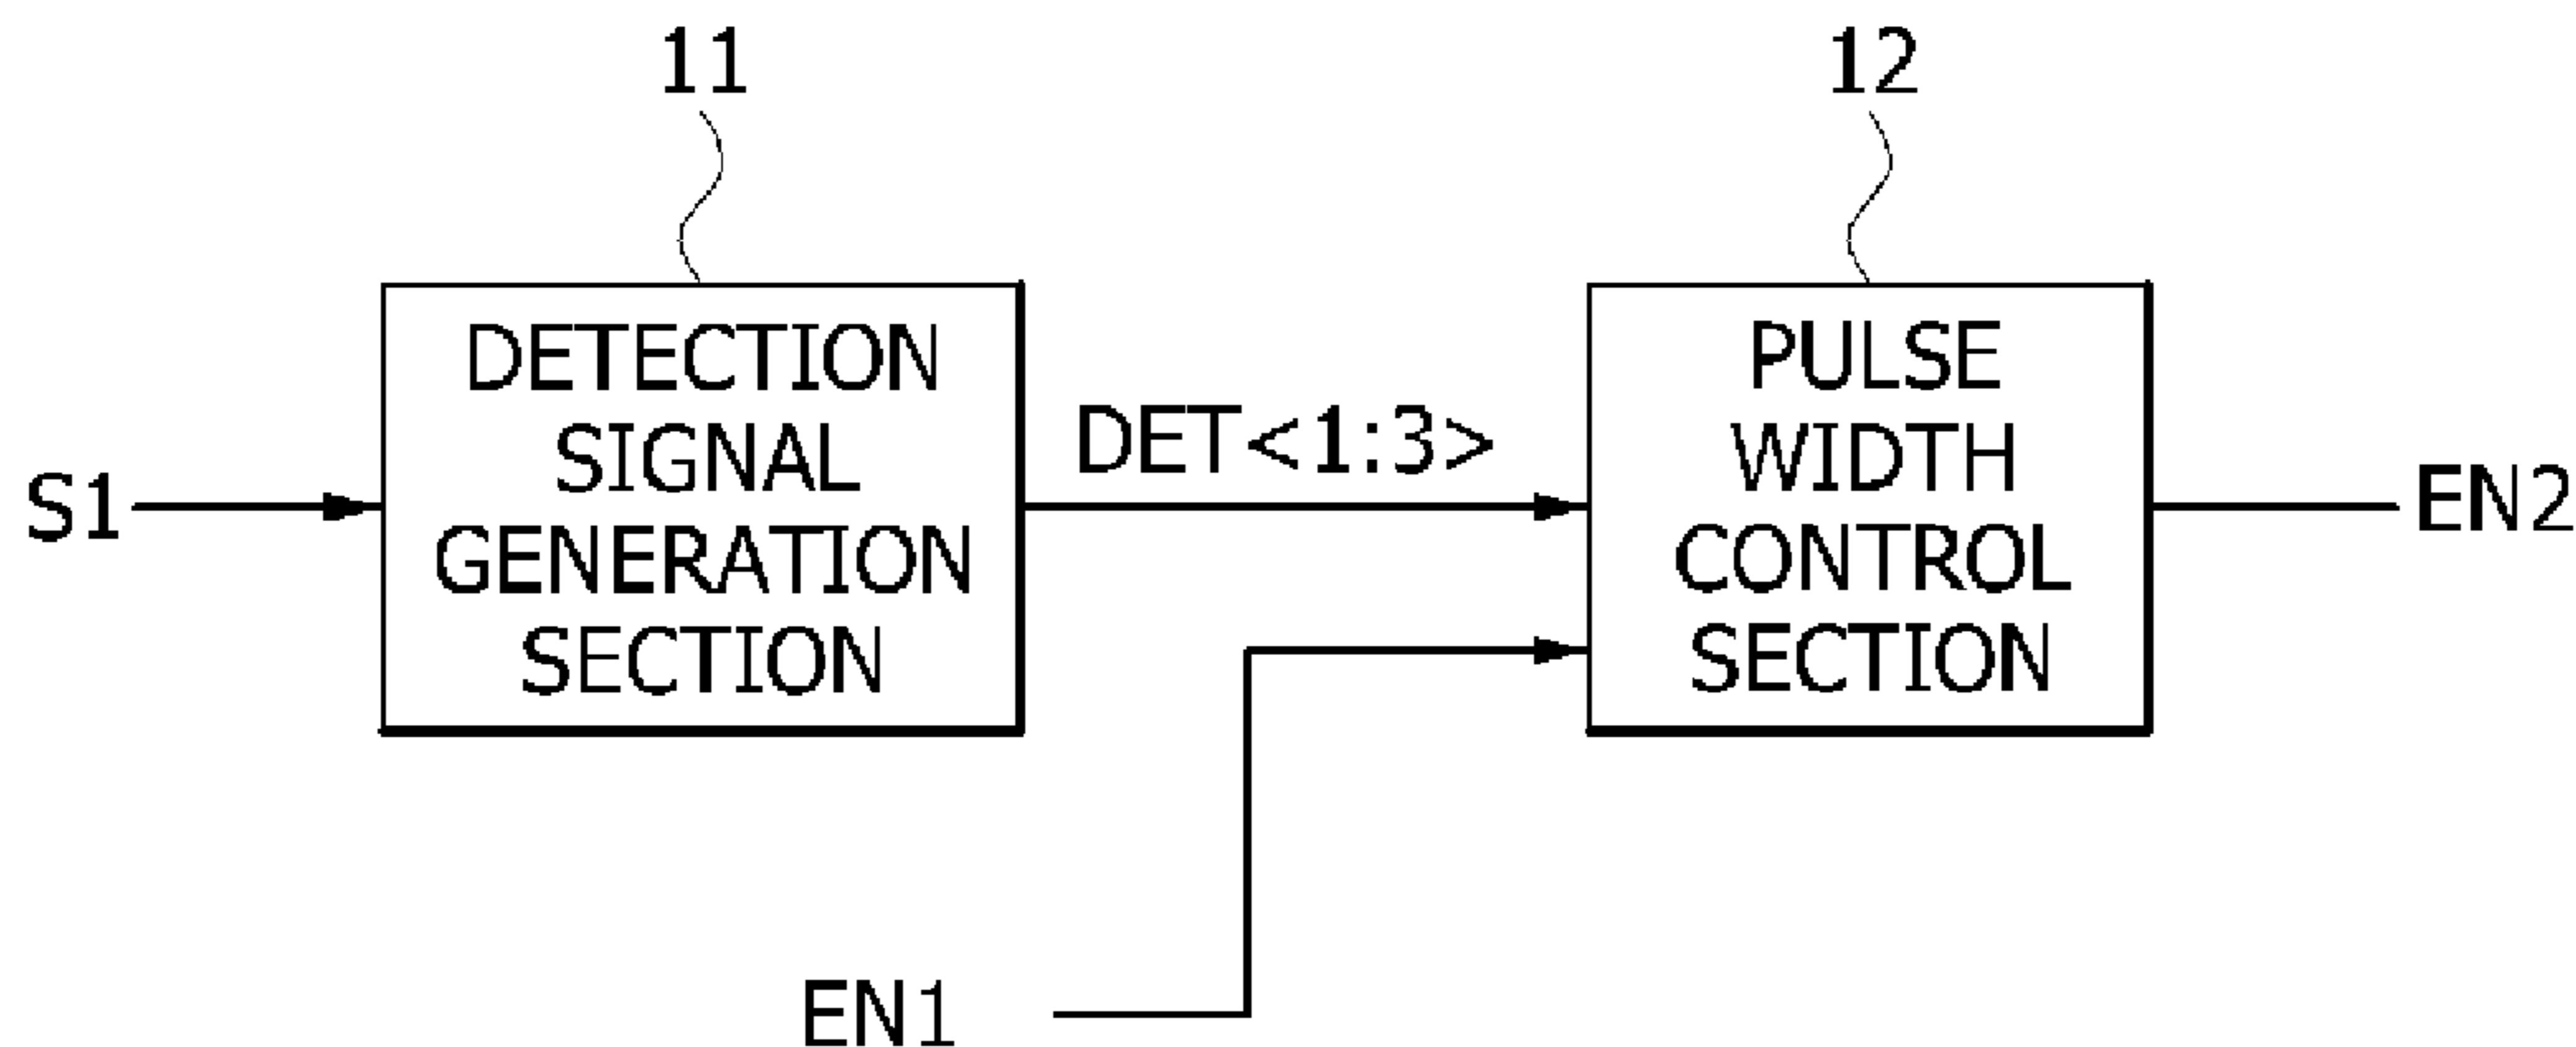 11
12
DETECTION
SIGNAL
GENERATION
SECTION
PULSE
WIDTH
CONTROL
SECTION
S1
DET<1:3>
EN2
EN1